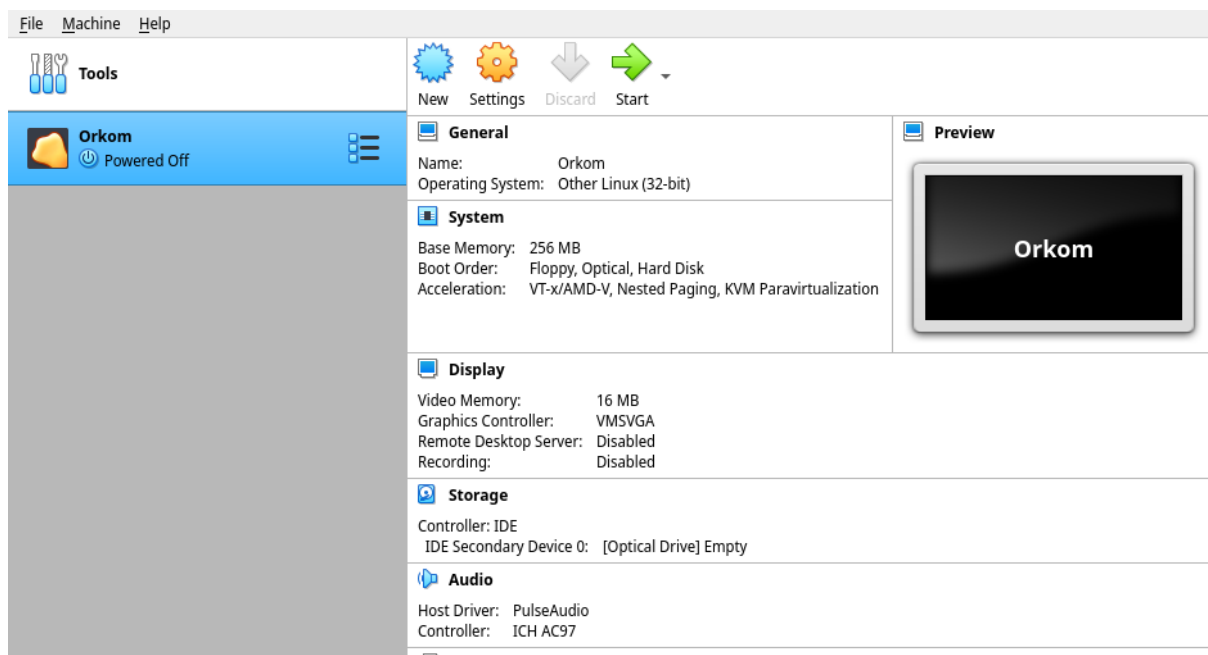 File Machine Help
Tools
Orkom
Powered Off
New Settings Discard Start
General
Name: Orkom
Operating System: Other Linux (32-bit)
System
Base Memory: 256 MB
Boot Order: Floppy, Optical, Hard Disk
Acceleration: VT-x/AMD-V, Nested Paging, KVM Paravirtualization
Preview
Orkom
Display
Video Memory: 16 MB
Graphics Controller: VMSVGA
Remote Desktop Server: Disabled
Recording: Disabled
Storage
Controller: IDE
IDE Secondary Device 0: [Optical Drive] Empty
Audio
Host Driver: PulseAudio
Controller: ICH AC97